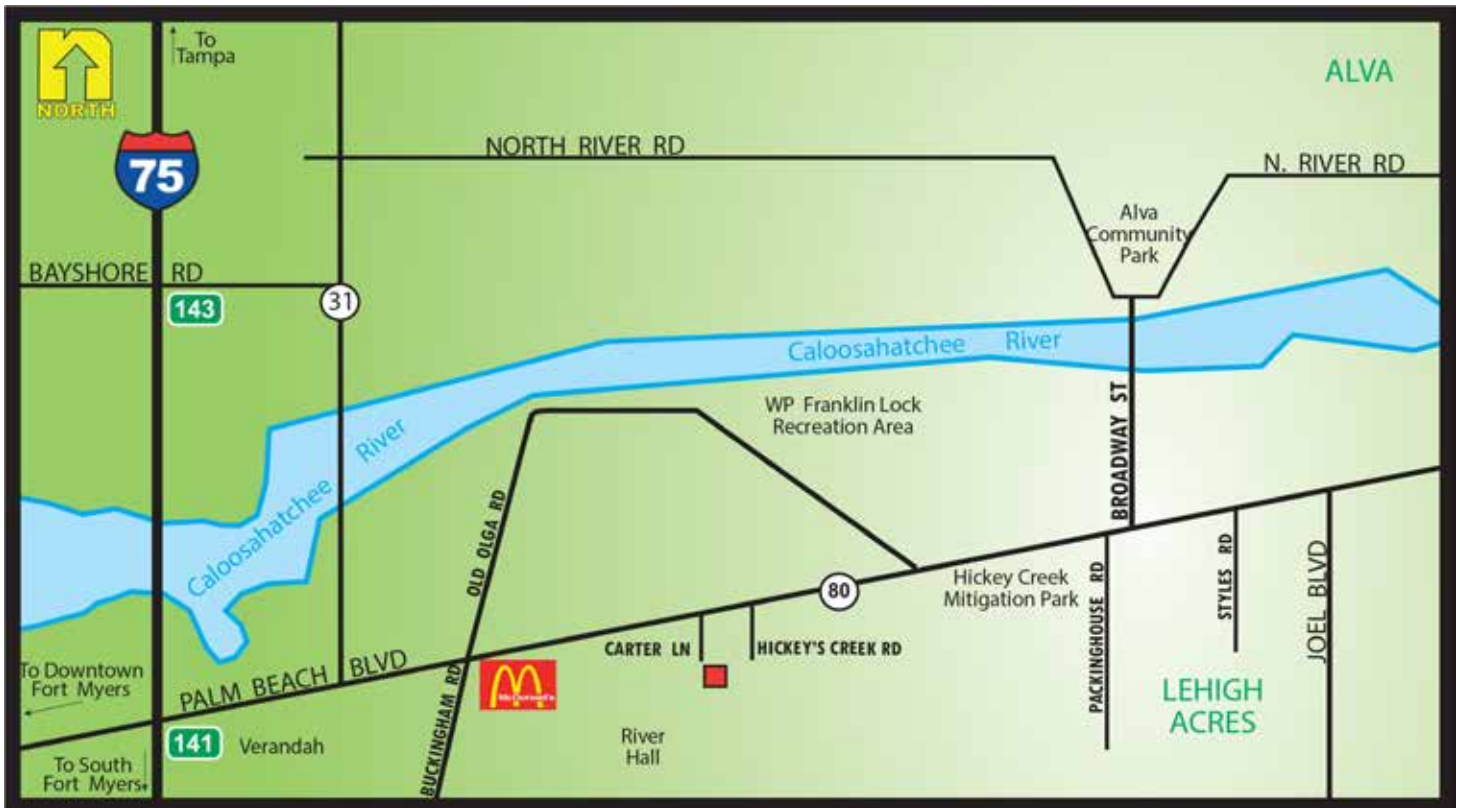 To
Tampa
NORTH
75
ALVA
NORTH RIVER RD
N. RIVER RD
Alva
Community
Park
BAYSHORE RD
143
31
Caloosahatchee River
Caloosahatchee River
WP Franklin Lock
Recreation Area
BROADWAY ST
OLD OLGA RD
80
Hickey Creek
Mitigation Park
PACKINGHOUSE RD
STYLES RD
JOEL BLVD
CARTER LN
HICKEY'S CREEK RD
To Downtown
Fort Myers
PALM BEACH BLVD
BUCKINGHAM RD
McDonald's
LEHIGH
ACRES
141
Verandah
River
Hall
To South
Fort Myers